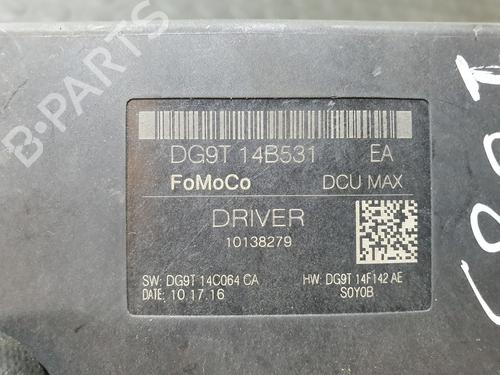 B-PARTS
DG9T 14B531 EA
FoMoCo DCU MAX
DRIVER
10138279
SW: DG9T 14C064 CA HW: DG9T 14F142 AE
DATE: 10.17.16 S0Y0B